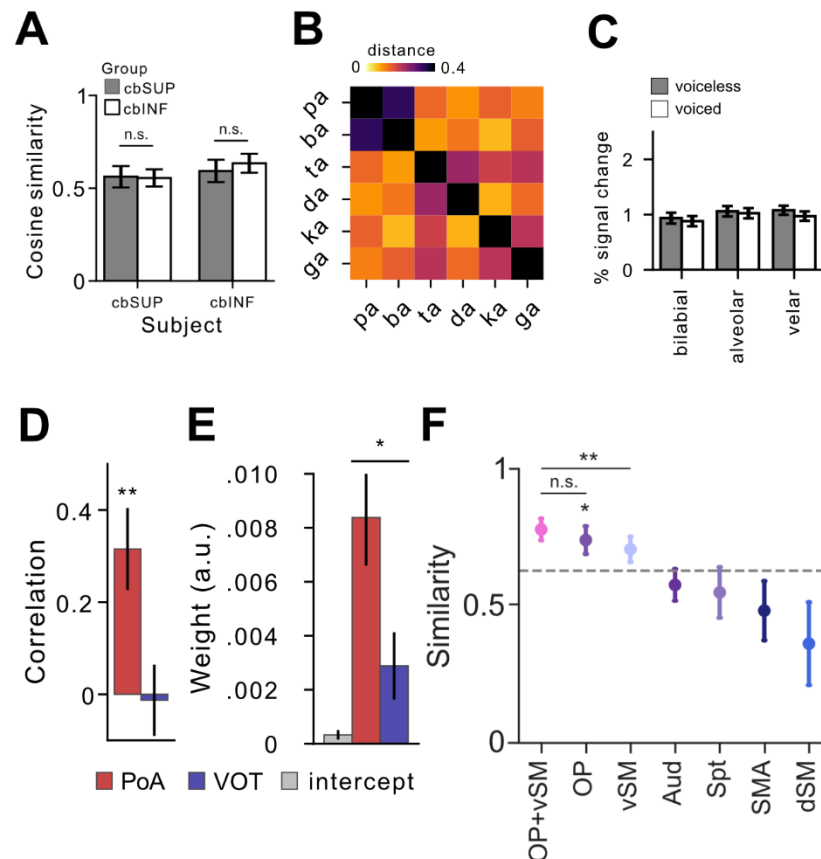 A
Group
cbSUP
cbINF
Cosine similarity
1
0.5
0
n.s.
n.s.
cbSUP
cbINF
Subject
B
distance
0
0.4
pa
ba
ta
da
ka
ga
pa
ba
ta
da
ka
ga
C
voiceless
voiced
% signal change
2
1
0
bilabial
alveolar
velar
D
Correlation
0.4
0.2
0
**
E
Weight (a.u.)
.010
.008
.006
.004
.002
0
*
PoA
VOT
intercept
F
Similarity
1
0.5
0
**
n.s.
*
OP+vSM
OP
vSM
Aud
Spt
SMA
dSM